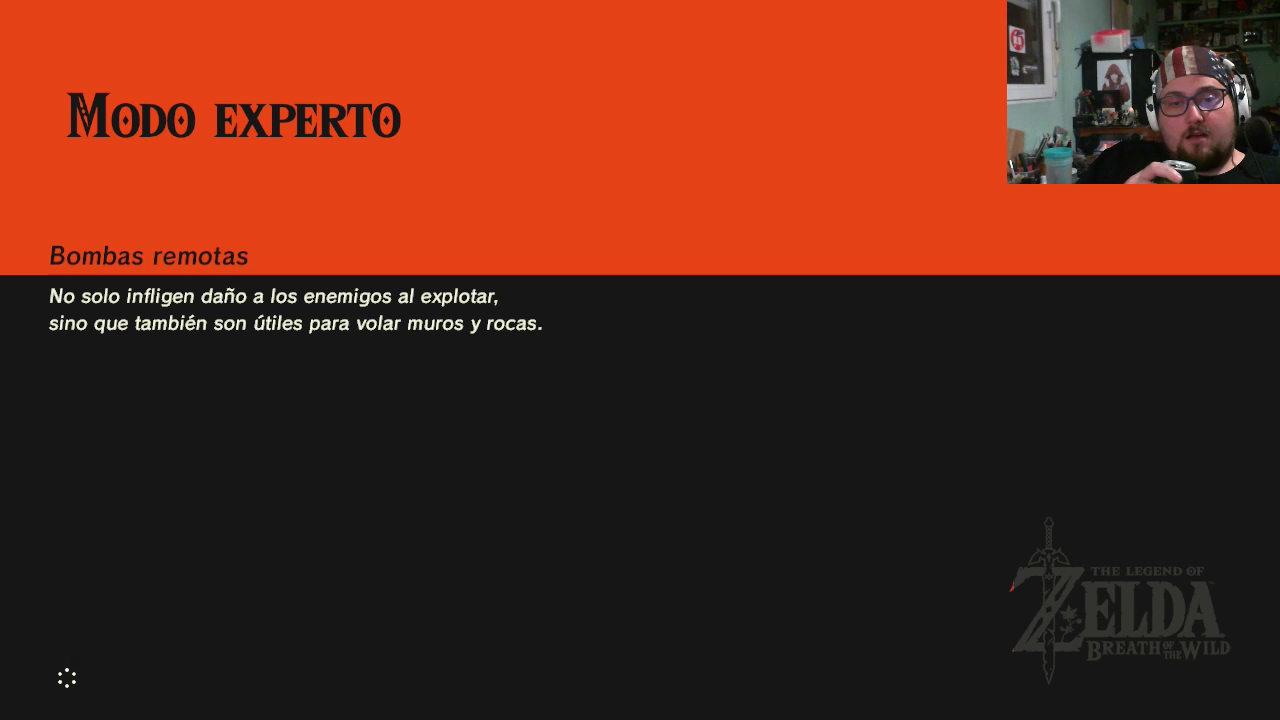 Modo experto
Bombas remotas
No solo infligen daño a los enemigos al explotar,
sino que también son útiles para volar muros y rocas.
THE LEGEND OF
ZELDA
BREATH OF THE WILD